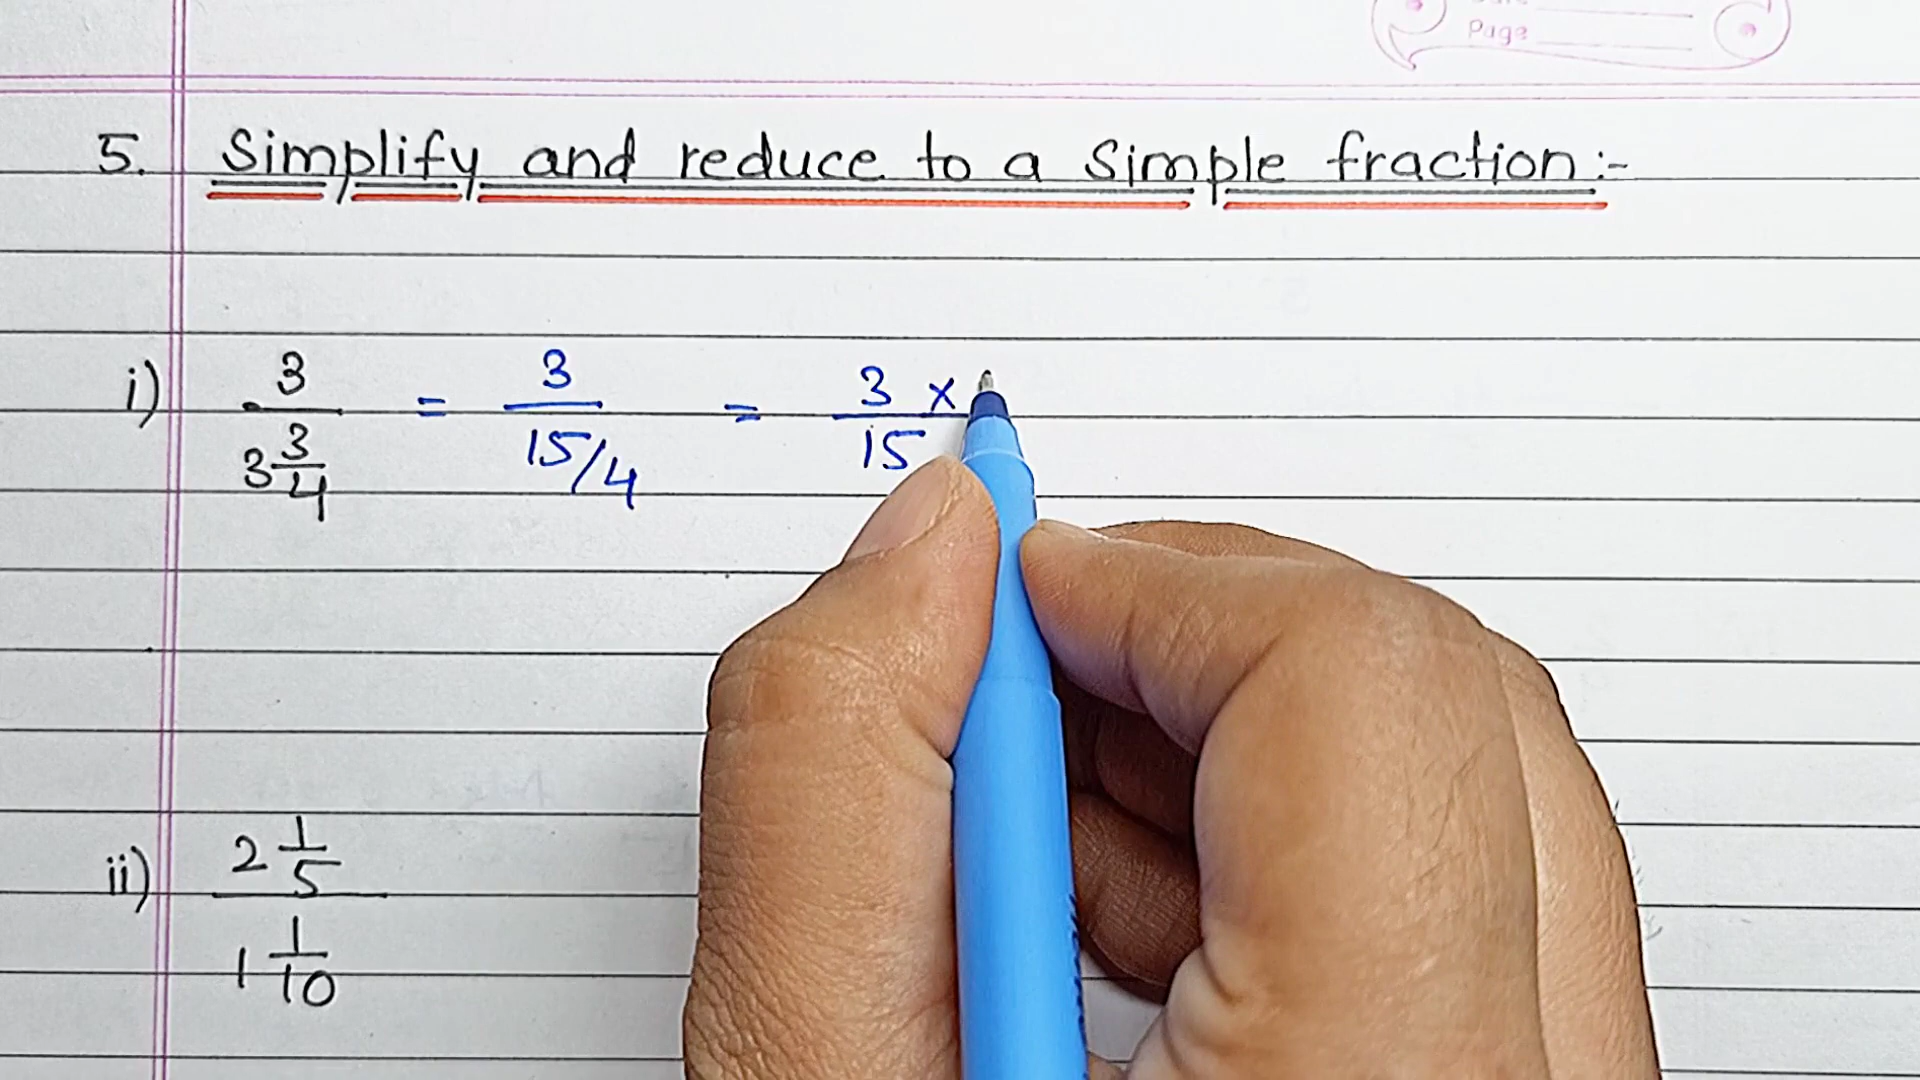 Page
5. Simplify and reduce to a simple fraction:-
i) 3 / 3 3/4 = 3 / 15/4 = 3 x / 15
ii) 2 1/5 / 1 1/10